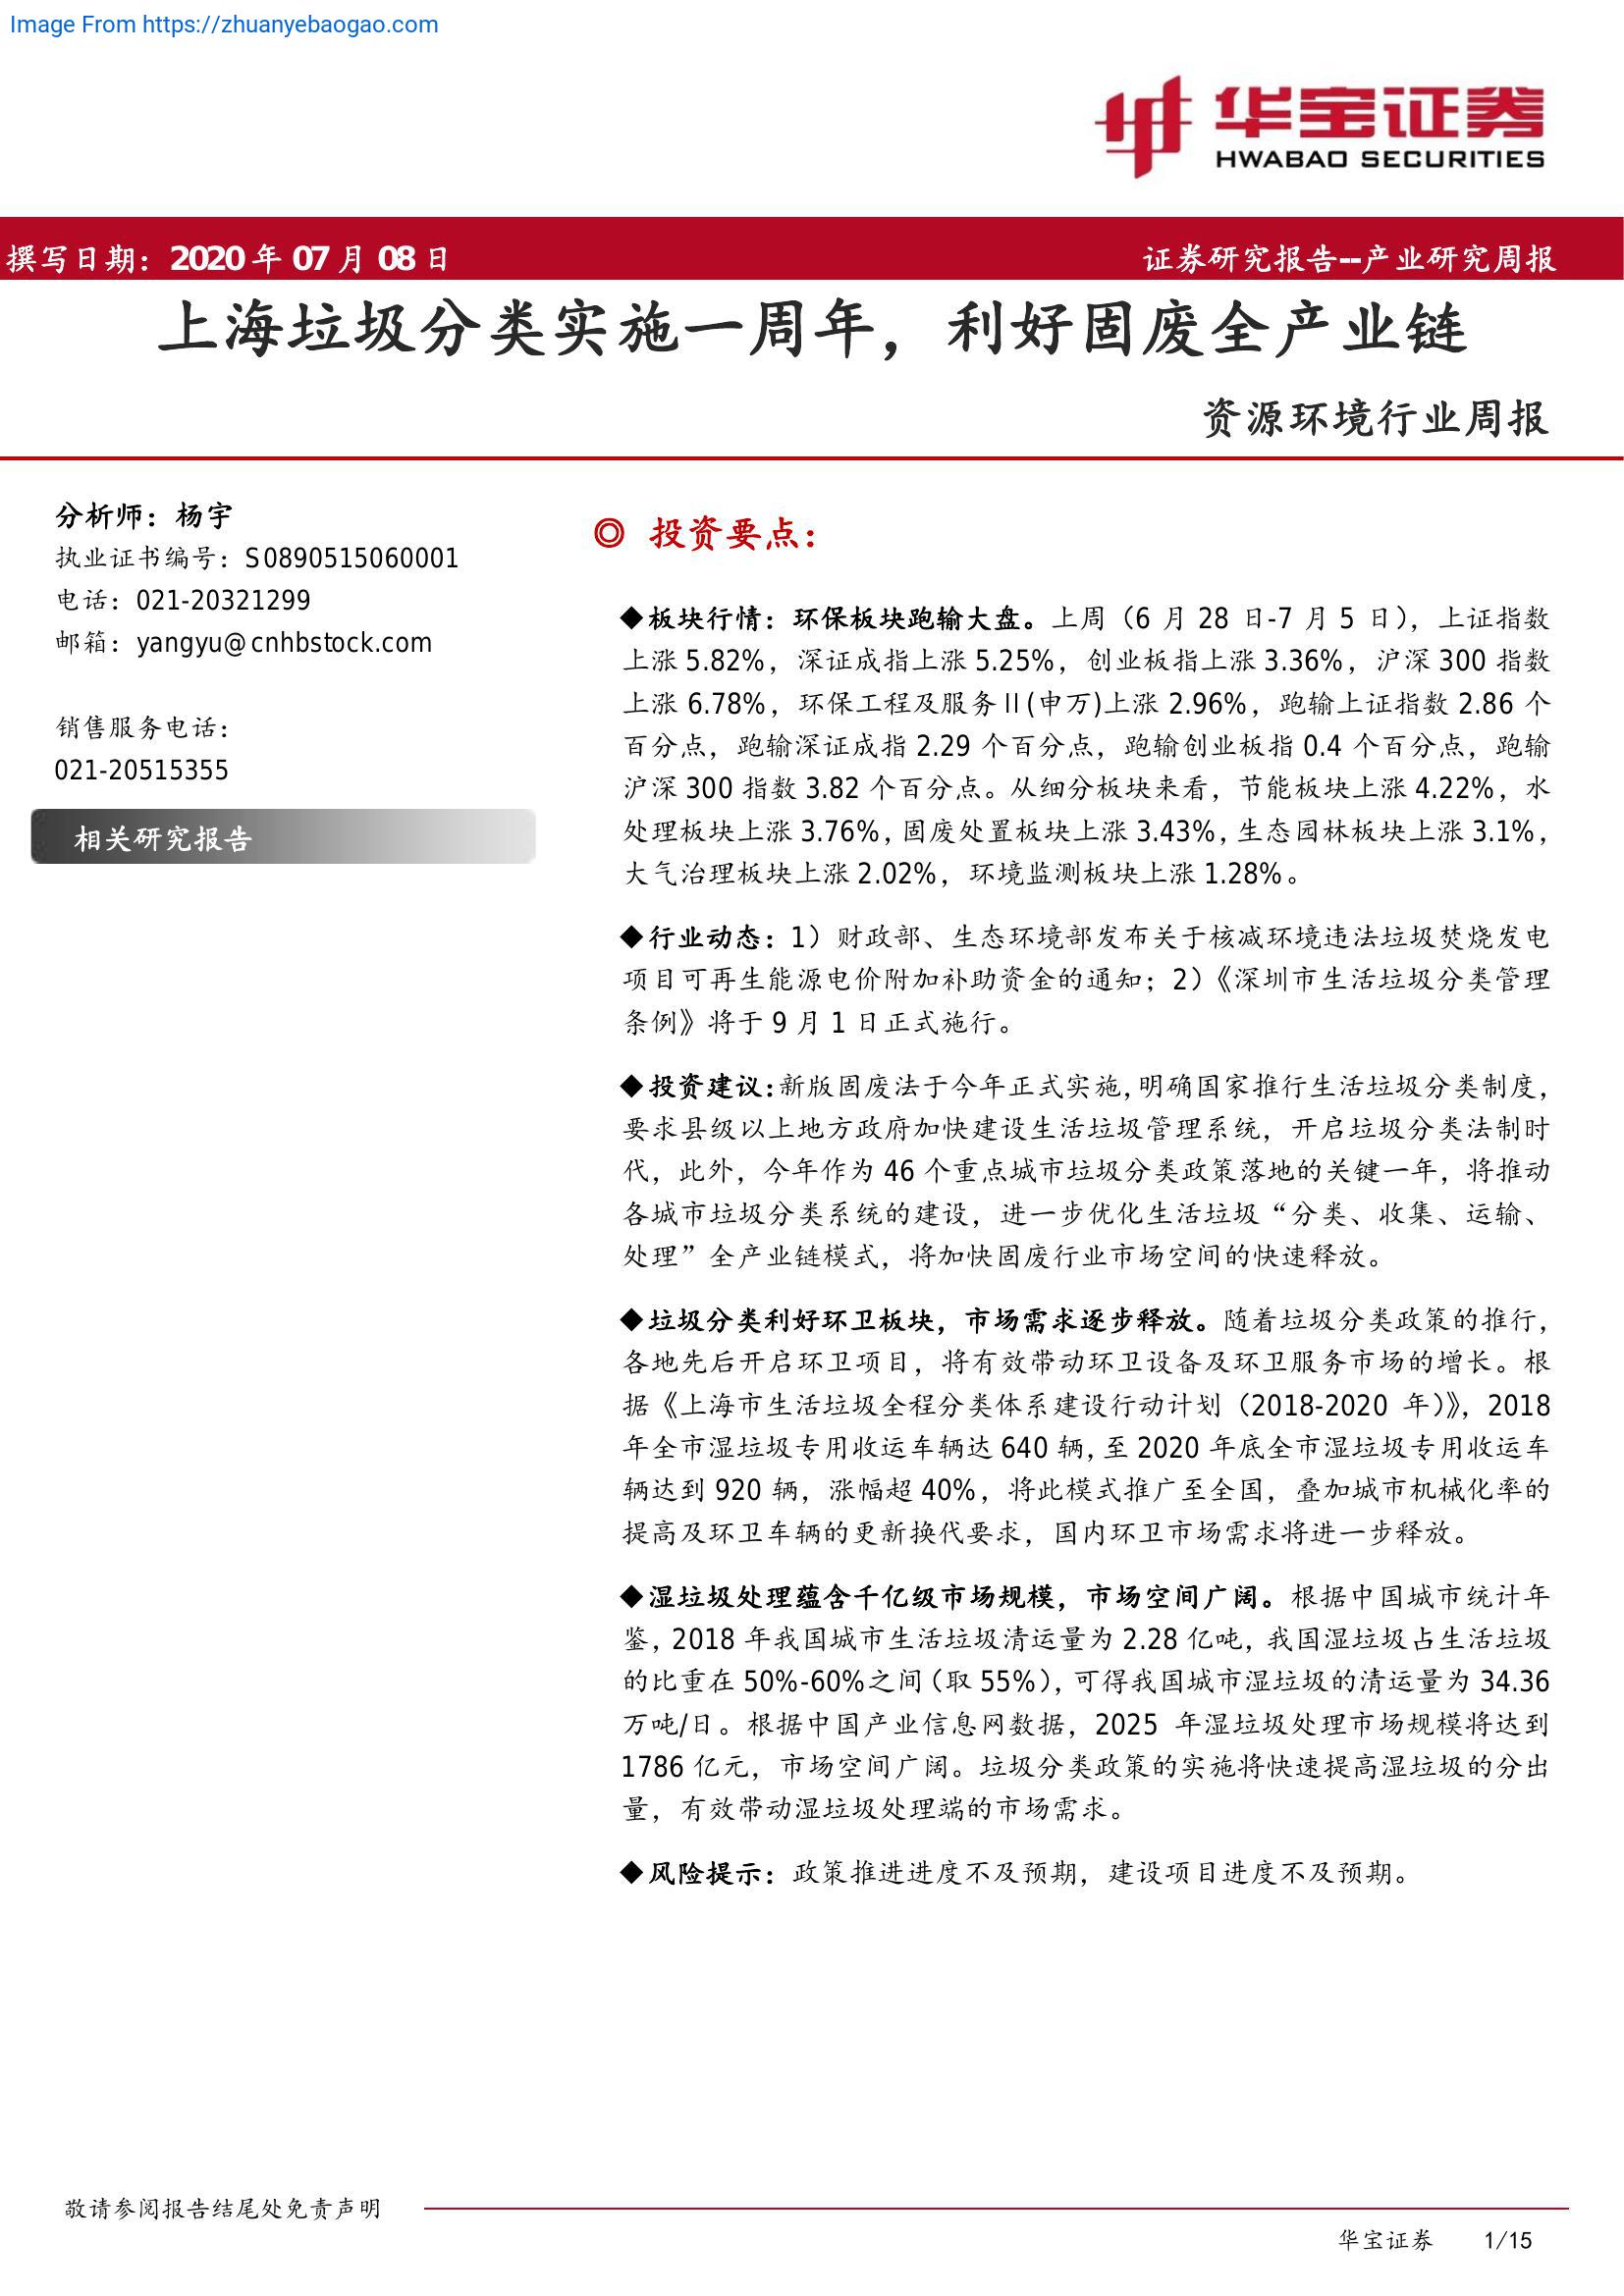 Image From https://zhuanyebaogao.com
华宝证券
HWABAO SECURITIES
撰写日期：2020 年 07 月 08 日
证券研究报告--产业研究周报
上海垃圾分类实施一周年，利好固废全产业链
资源环境行业周报
分析师：杨宇
执业证书编号：S0890515060001
电话：021-20321299
邮箱：yangyu@cnhbstock.com
销售服务电话：
021-20515355
相关研究报告
◎ 投资要点：
◆板块行情：环保板块跑输大盘。上周（6 月 28 日-7 月 5 日），上证指数
上涨 5.82%，深证成指上涨 5.25%，创业板指上涨 3.36%，沪深 300 指数
上涨 6.78%，环保工程及服务Ⅱ(申万)上涨 2.96%，跑输上证指数 2.86 个
百分点，跑输深证成指 2.29 个百分点，跑输创业板指 0.4 个百分点，跑输
沪深 300 指数 3.82 个百分点。从细分板块来看，节能板块上涨 4.22%，水
处理板块上涨 3.76%，固废处置板块上涨 3.43%，生态园林板块上涨 3.1%，
大气治理板块上涨 2.02%，环境监测板块上涨 1.28%。
◆行业动态：1）财政部、生态环境部发布关于核减环境违法垃圾焚烧发电
项目可再生能源电价附加补助资金的通知；2）《深圳市生活垃圾分类管理
条例》将于 9 月 1 日正式施行。
◆投资建议：新版固废法于今年正式实施，明确国家推行生活垃圾分类制度，
要求县级以上地方政府加快建设生活垃圾管理系统，开启垃圾分类法制时
代，此外，今年作为 46 个重点城市垃圾分类政策落地的关键一年，将推动
各城市垃圾分类系统的建设，进一步优化生活垃圾“分类、收集、运输、
处理”全产业链模式，将加快固废行业市场空间的快速释放。
◆垃圾分类利好环卫板块，市场需求逐步释放。随着垃圾分类政策的推行，
各地先后开启环卫项目，将有效带动环卫设备及环卫服务市场的增长。根
据《上海市生活垃圾全程分类体系建设行动计划（2018-2020 年）》，2018
年全市湿垃圾专用收运车辆达 640 辆，至 2020 年底全市湿垃圾专用收运车
辆达到 920 辆，涨幅超 40%，将此模式推广至全国，叠加城市机械化率的
提高及环卫车辆的更新换代要求，国内环卫市场需求将进一步释放。
◆湿垃圾处理蕴含千亿级市场规模，市场空间广阔。根据中国城市统计年
鉴，2018 年我国城市生活垃圾清运量为 2.28 亿吨，我国湿垃圾占生活垃圾
的比重在 50%-60%之间（取 55%），可得我国城市湿垃圾的清运量为 34.36
万吨/日。根据中国产业信息网数据，2025 年湿垃圾处理市场规模将达到
1786 亿元，市场空间广阔。垃圾分类政策的实施将快速提高湿垃圾的分出
量，有效带动湿垃圾处理端的市场需求。
◆风险提示：政策推进进度不及预期，建设项目进度不及预期。
敬请参阅报告结尾处免责声明
华宝证券 1/15